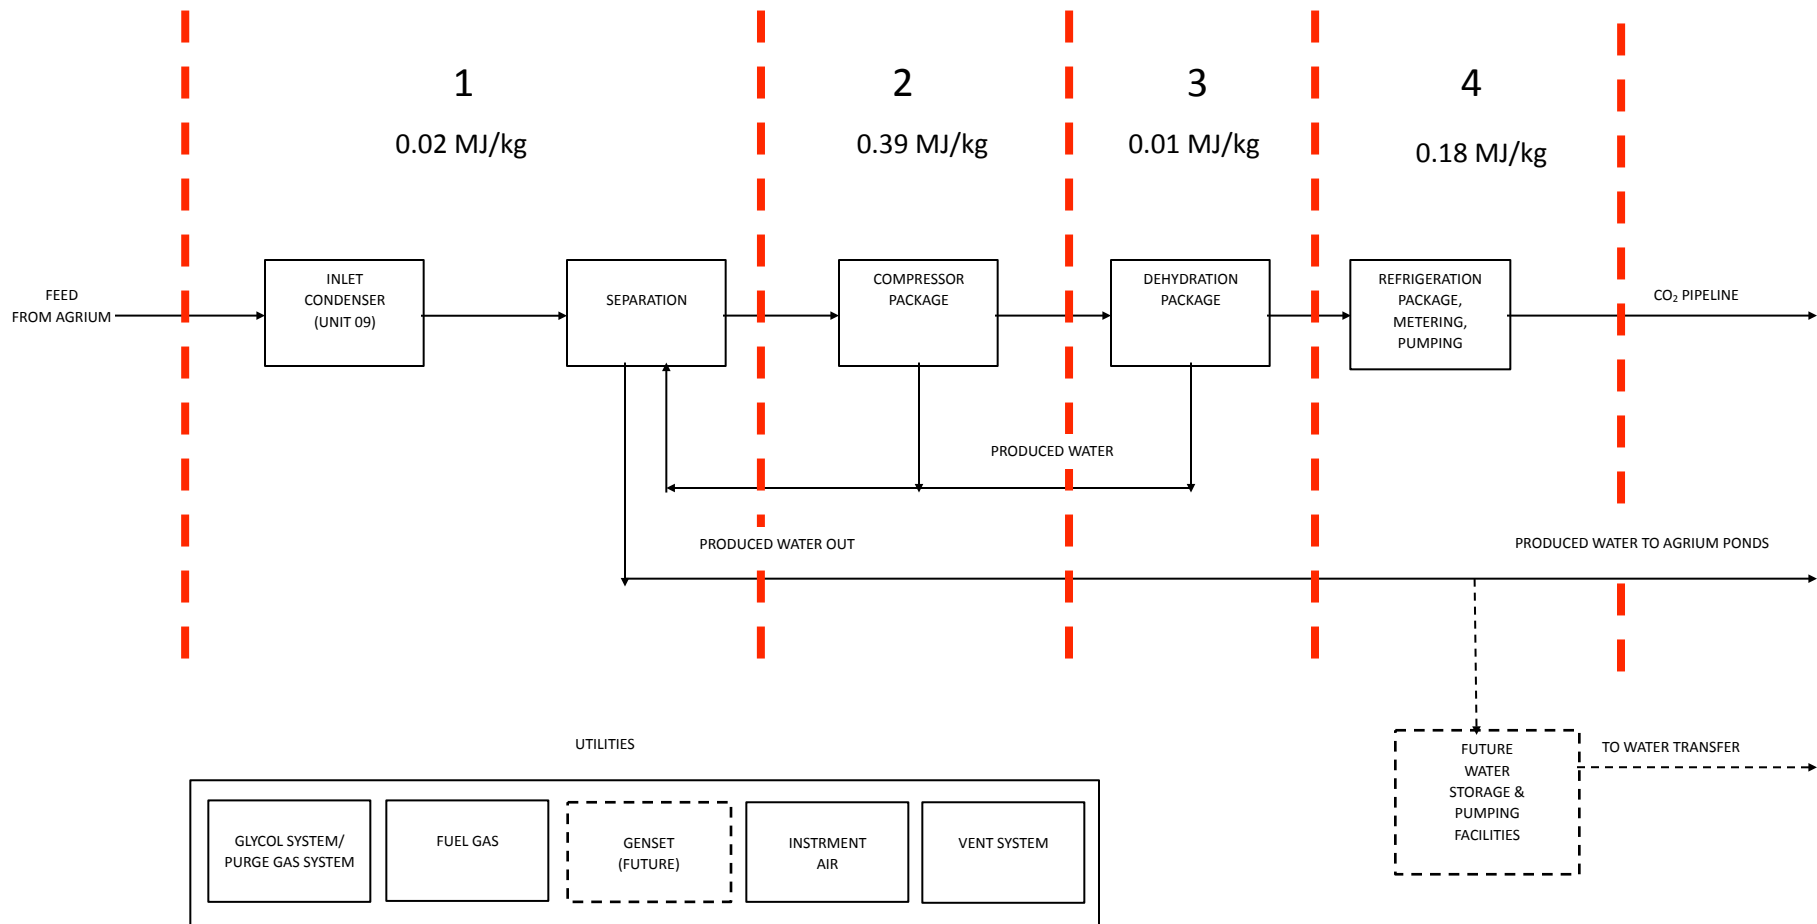 1
0.02 MJ/kg
2
0.39 MJ/kg
3
0.01 MJ/kg
4
0.18 MJ/kg
FEED
FROM AGRIUM
INLET
CONDENSER
(UNIT 09)
SEPARATION
COMPRESSOR
PACKAGE
DEHYDRATION
PACKAGE
REFRIGERATION
PACKAGE,
METERING,
PUMPING
CO₂ PIPELINE
PRODUCED WATER
PRODUCED WATER OUT
PRODUCED WATER TO AGRIUM PONDS
FUTURE
WATER
STORAGE &
PUMPING
FACILITIES
TO WATER TRANSFER
UTILITIES
GLYCOL SYSTEM/
PURGE GAS SYSTEM
FUEL GAS
GENSET
(FUTURE)
INSTRMENT
AIR
VENT SYSTEM